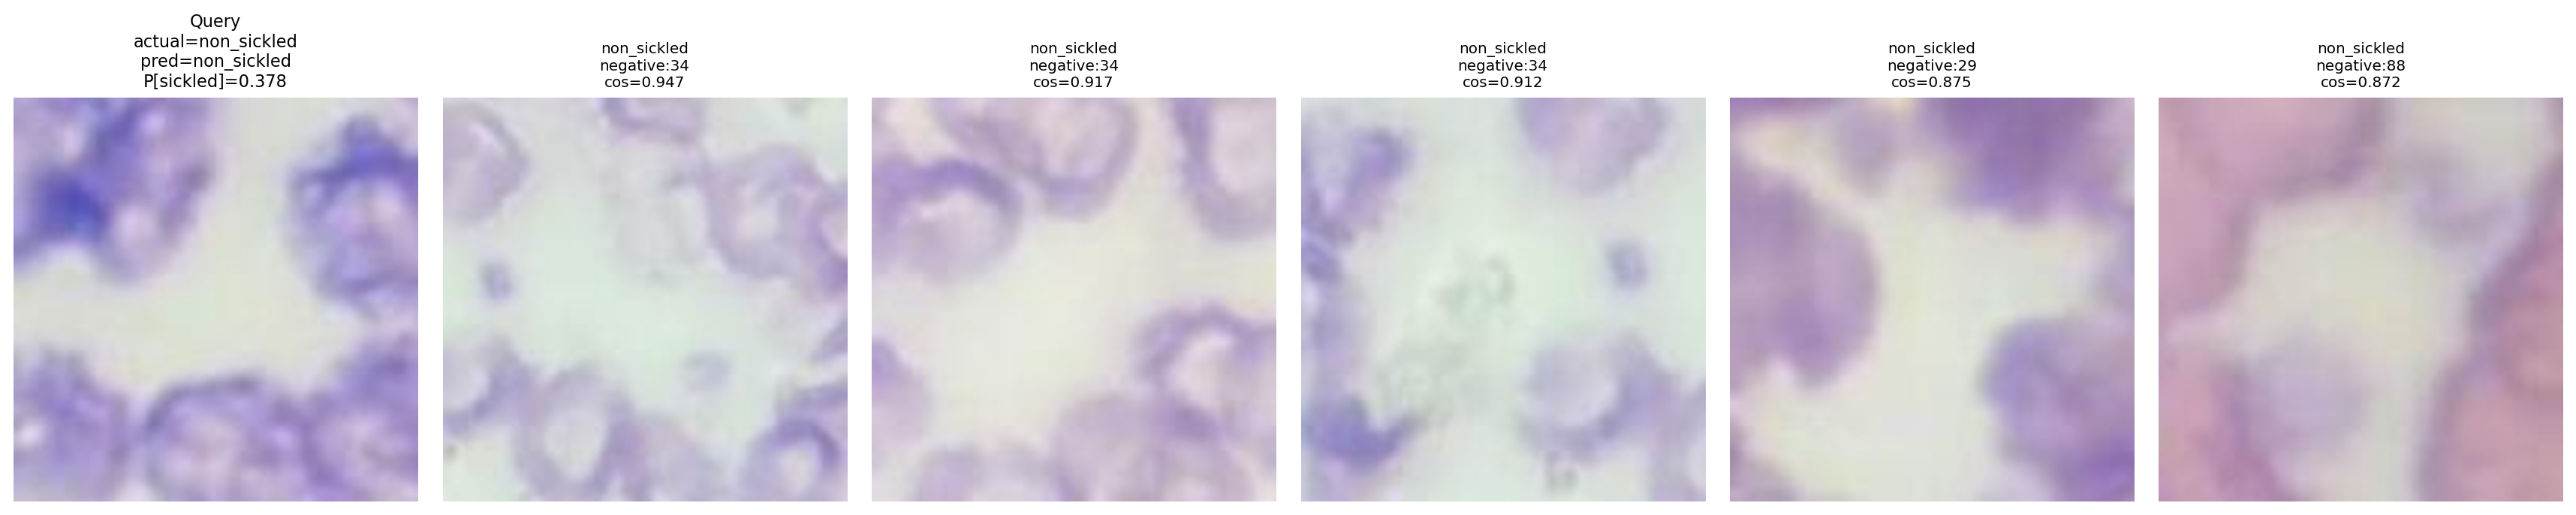 Query
actual=non_sickled
pred=non_sickled
P[sickled]=0.378
non_sickled
negative:34
cos=0.947
non_sickled
negative:34
cos=0.917
non_sickled
negative:34
cos=0.912
non_sickled
negative:29
cos=0.875
non_sickled
negative:88
cos=0.872